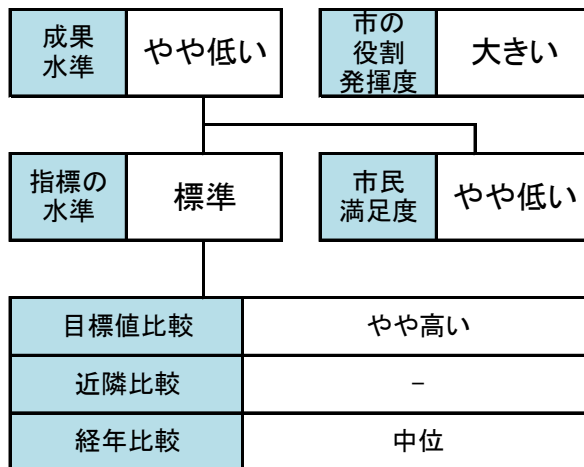 成果
水準
やや低い
市の
役割
発揮度
大きい
指標の
水準
標準
市民
満足度
やや低い
目標値比較
やや高い
近隣比較
－
経年比較
中位